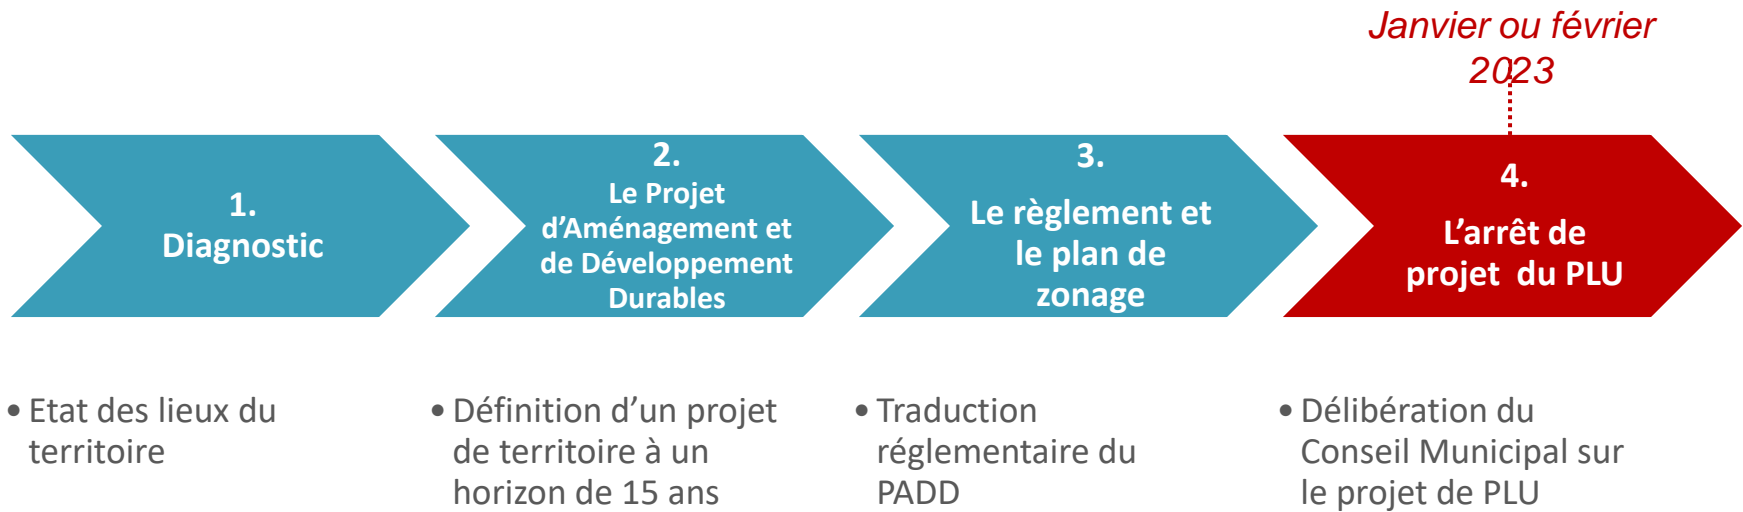 Janvier ou février
2023
1.
Diagnostic
2.
Le Projet
d’Aménagement et
de Développement
Durables
3.
Le règlement et
le plan de
zonage
4.
L’arrêt de
projet  du PLU
• Etat des lieux du
territoire
• Définition d’un projet
de territoire à un
horizon de 15 ans
• Traduction
réglementaire du
PADD
• Délibération du
Conseil Municipal sur
le projet de PLU